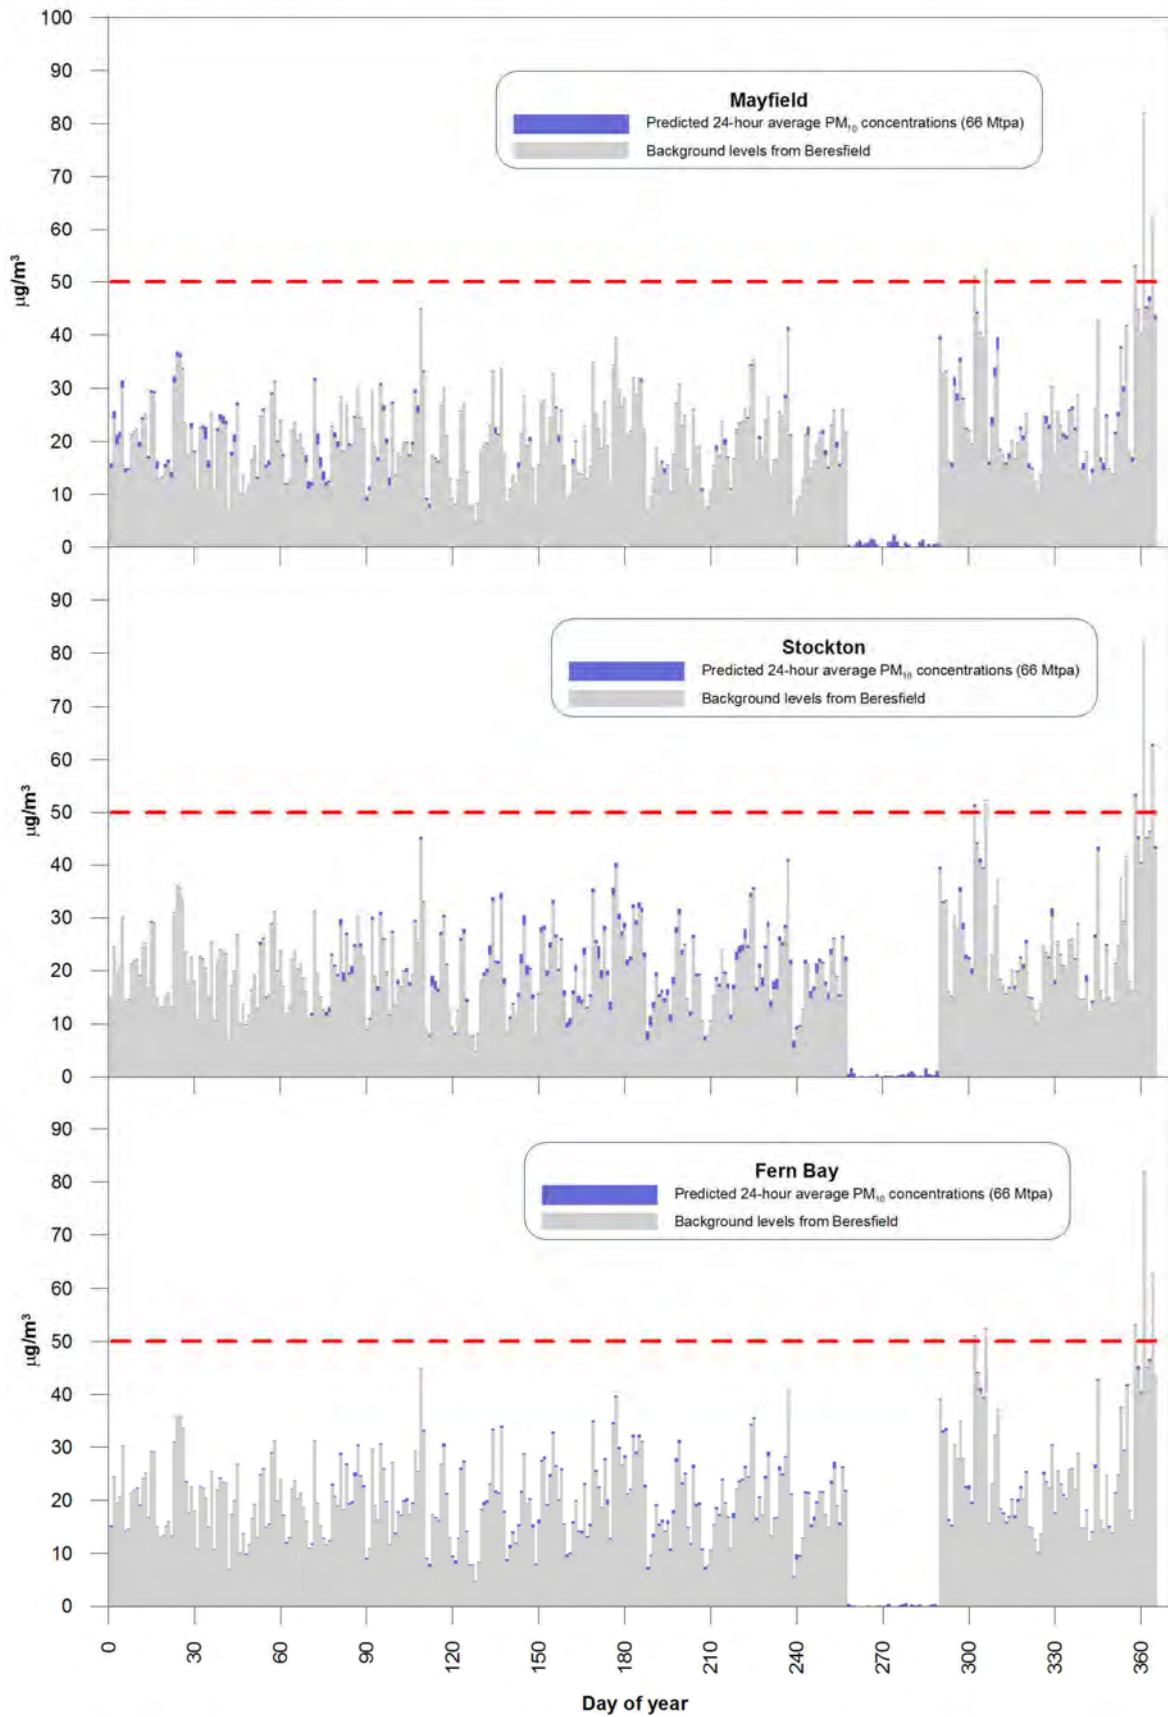 100
90
80
70
60
50
40
30
20
10
0
µg/m³
Mayfield
Predicted 24-hour average PM₁₀ concentrations (66 Mtpa)
Background levels from Beresfield
90
80
70
60
50
40
30
20
10
0
µg/m³
Stockton
Predicted 24-hour average PM₁₀ concentrations (66 Mtpa)
Background levels from Beresfield
90
80
70
60
50
40
30
20
10
0
µg/m³
Fern Bay
Predicted 24-hour average PM₁₀ concentrations (66 Mtpa)
Background levels from Beresfield
0 30 60 90 120 150 180 210 240 270 300 330 360
Day of year